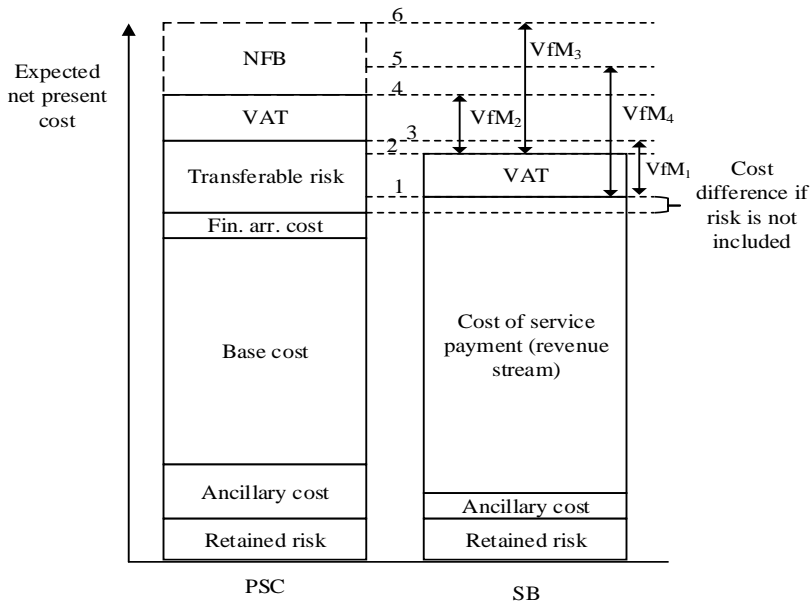 Expected
net present
cost
NFB
VAT
Transferable risk
Fin. arr. cost
Base cost
Ancillary cost
Retained risk
PSC
6
5
4
3
2
1
VfM3
VfM4
VfM2
VfM1
VAT
Cost of service
payment (revenue
stream)
Ancillary cost
Retained risk
SB
Cost
difference if
risk is not
included